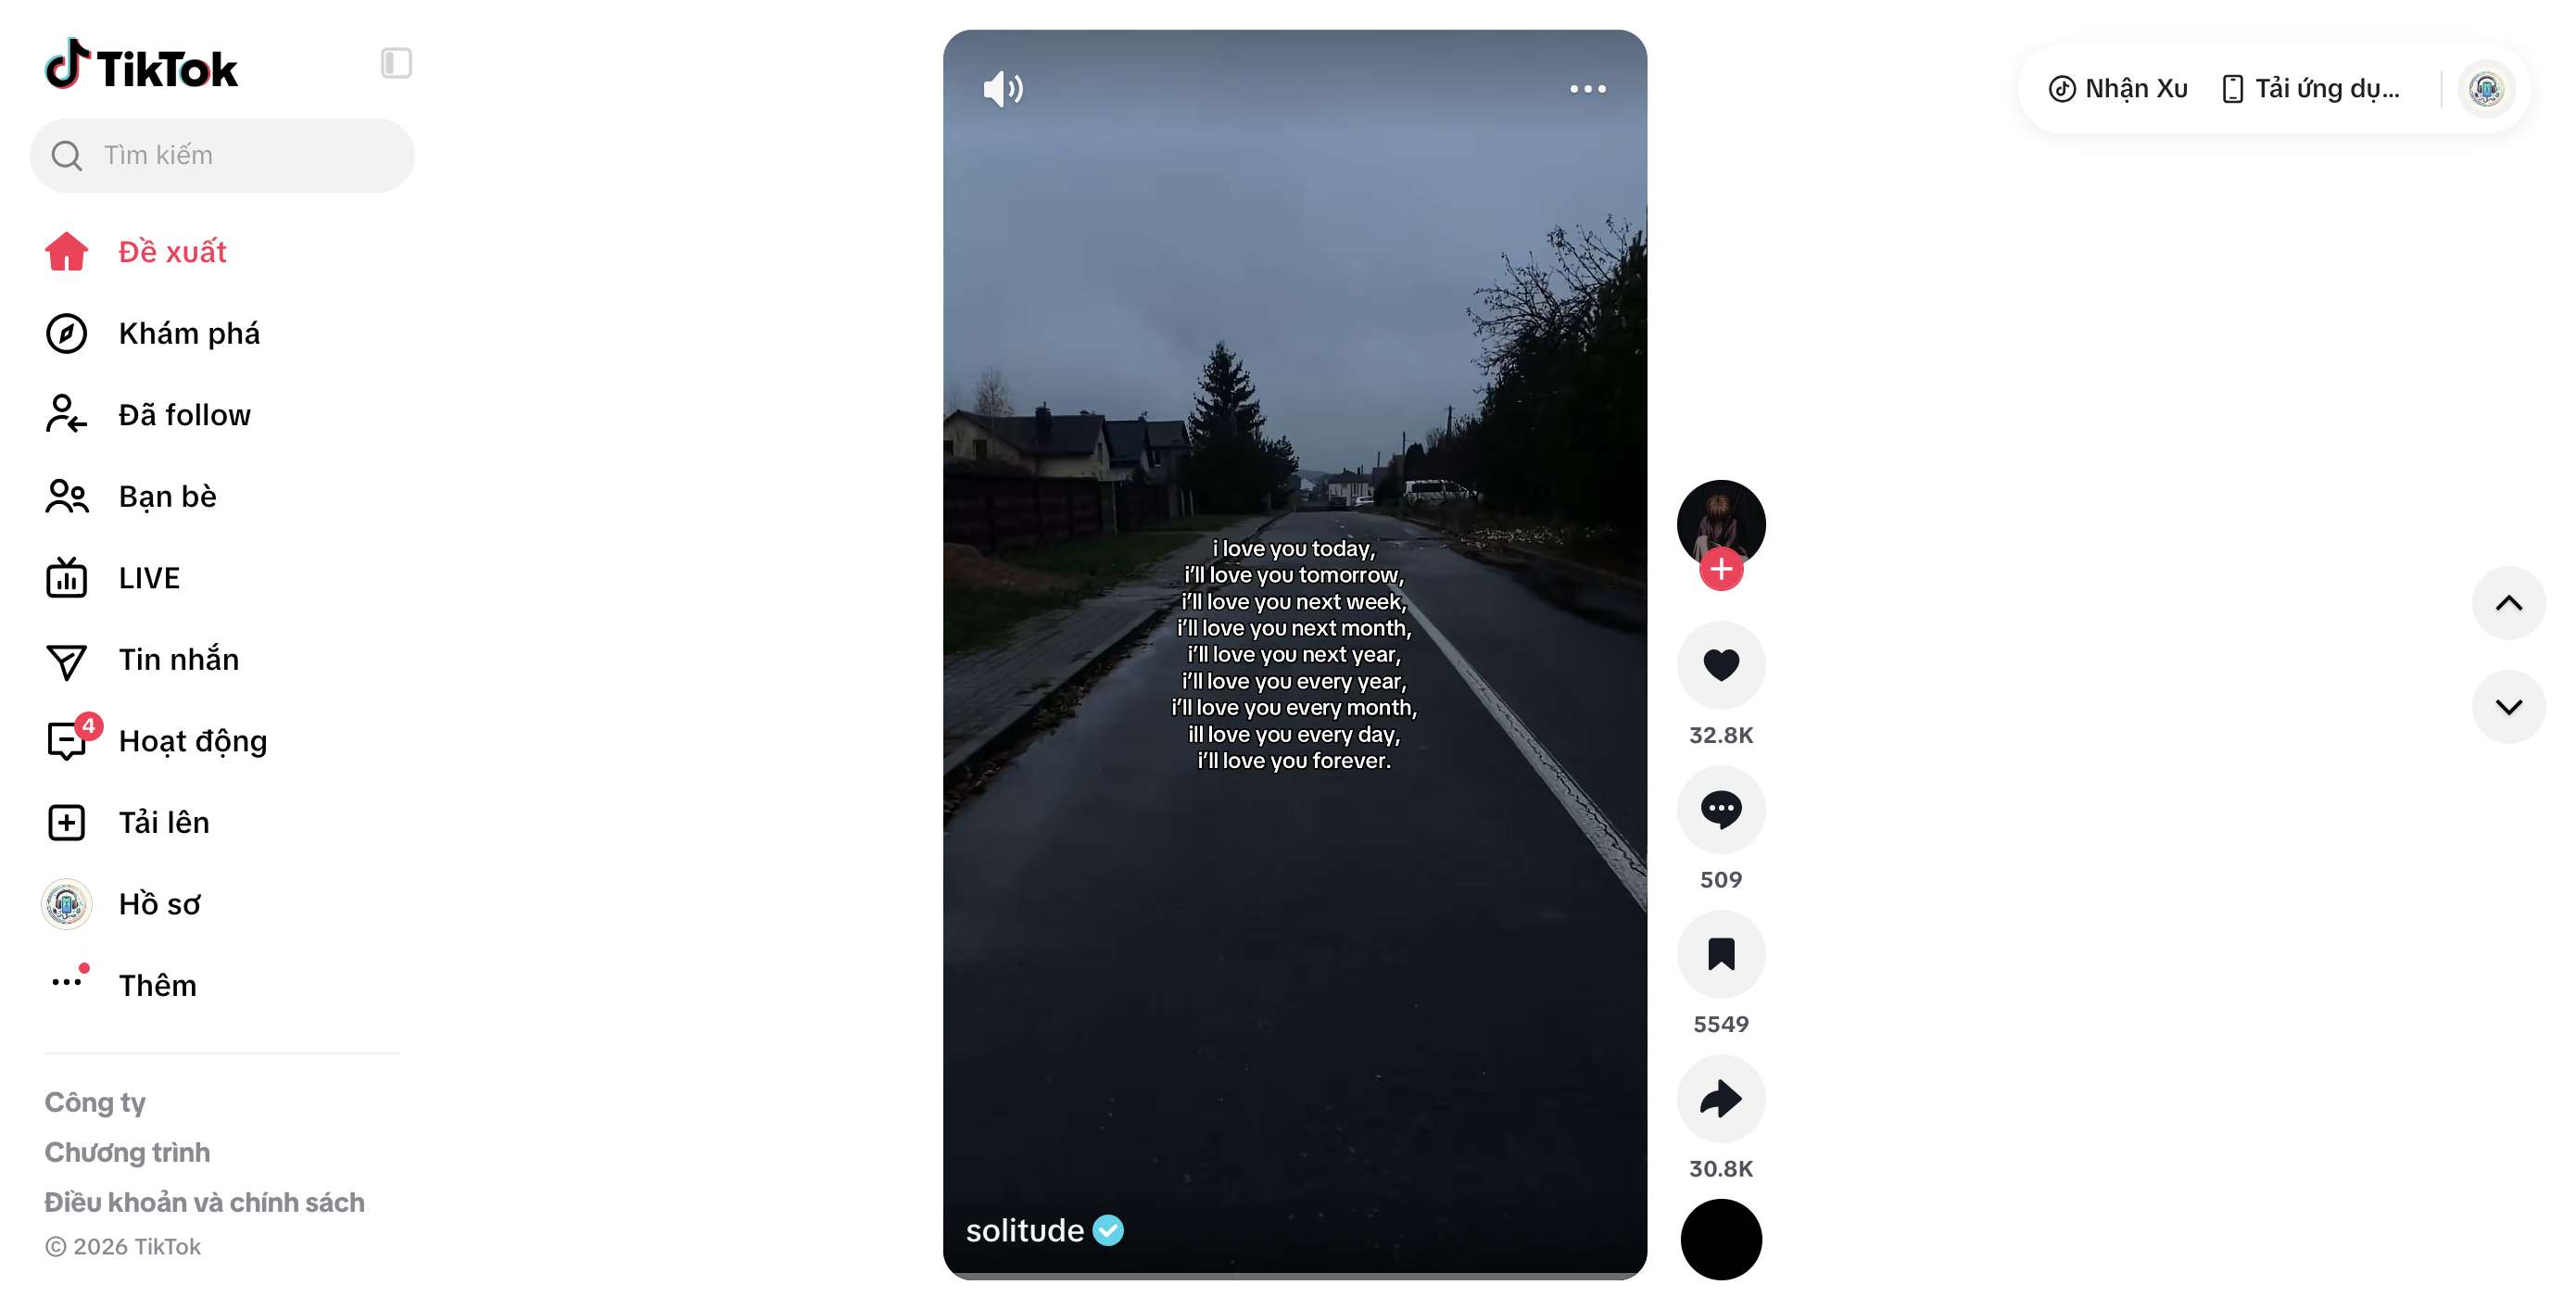 TikTok
Tìm kiếm
Đề xuất
Khám phá
Đã follow
Bạn bè
LIVE
Tin nhắn
4
Hoạt động
Tải lên
Hồ sơ
Thêm
Công ty
Chương trình
Điều khoản và chính sách
© 2026 TikTok
i love you today,
i'll love you tomorrow,
i'll love you next week,
i'll love you next month,
i'll love you next year,
i'll love you every year,
i'll love you every month,
ill love you every day,
i'll love you forever.
solitude
32.8K
509
5549
30.8K
Nhận Xu
Tải ứng dụ...